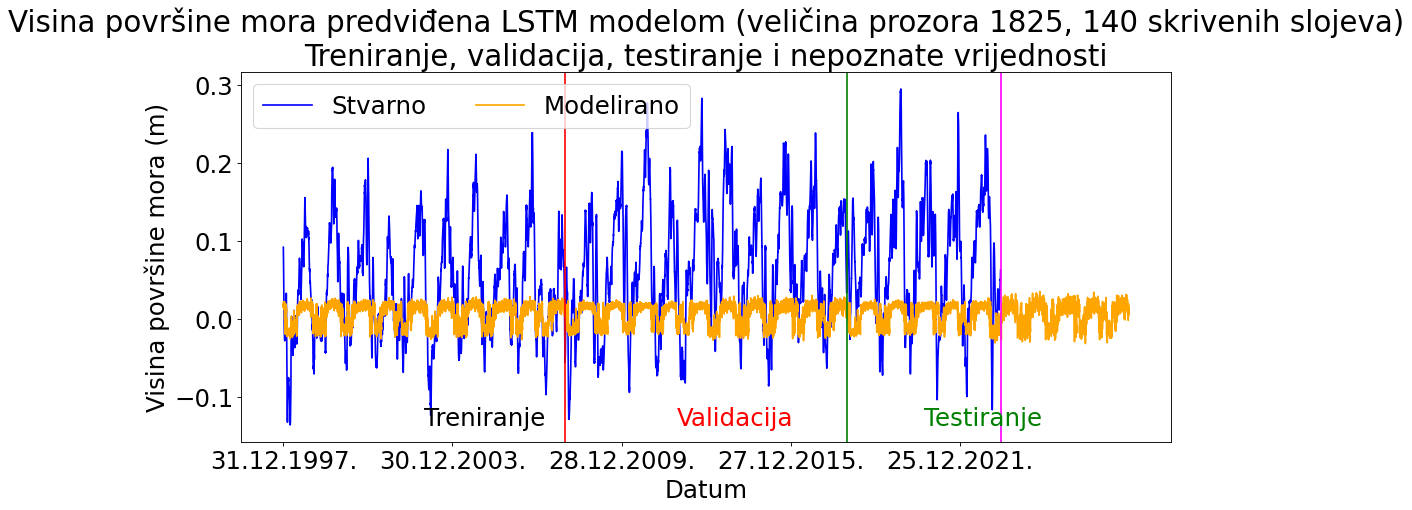 Visina površine mora predviđena LSTM modelom (veličina prozora 1825, 140 skrivenih slojeva)
Treniranje, validacija, testiranje i nepoznate vrijednosti
Stvarno Modelirano
Visina površine mora (m)
0.3
0.2
0.1
0.0
−0.1
Treniranje Validacija Testiranje
31.12.1997. 30.12.2003. 28.12.2009. 27.12.2015. 25.12.2021.
Datum